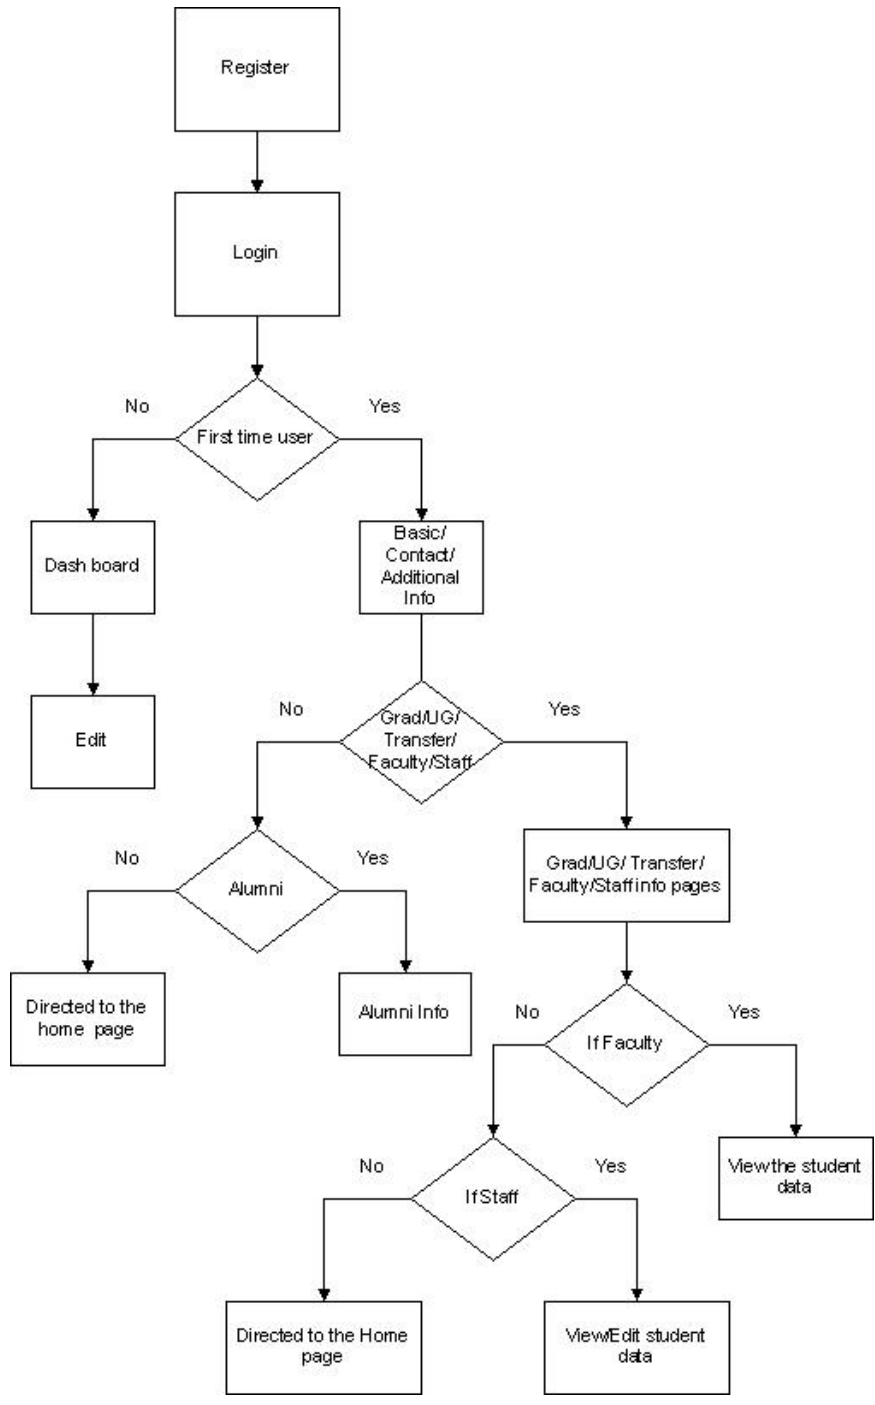 Register
Login
No
Yes
First time user
Dash board
Basic/
Contact/
Additional
Info
Edit
No
Yes
Grad/UG/
Transfer/
Faculty/Staff
No
Yes
Alumni
Grad/UG/ Transfer/
Faculty/Staff info pages
Directed to the
home page
Alumni Info
No
Yes
If Faculty
No
Yes
If Staff
View the student
data
Directed to the Home
page
View/Edit student
data